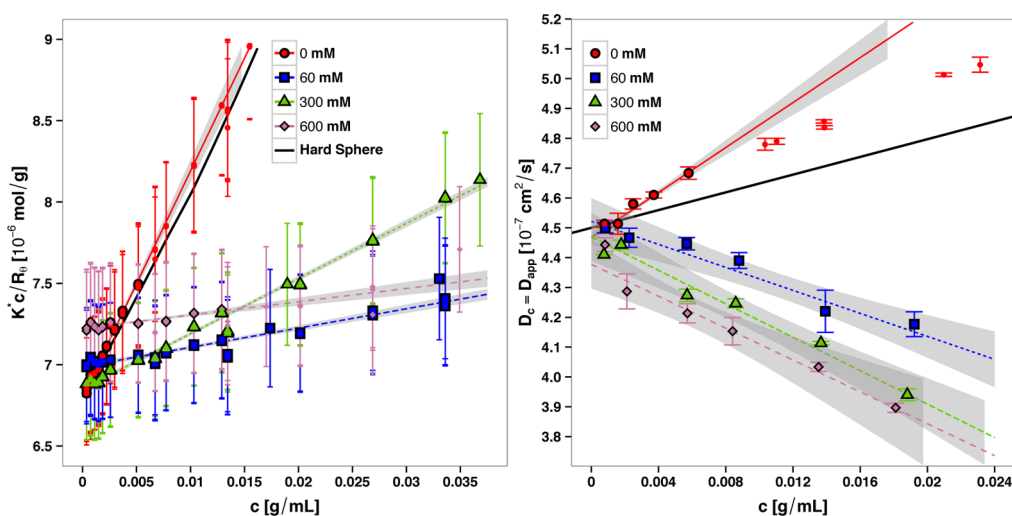 K*c/Rθ [10⁻⁶ mol/g]
9
8.5
8
7.5
7
6.5
0 mM
60 mM
300 mM
600 mM
Hard Sphere
0 0.005 0.01 0.015 0.02 0.025 0.03 0.035
c [g/mL]
D_c = D_app [10⁻⁷ cm²/s]
5.2
5.1
5.0
4.9
4.8
4.7
4.6
4.5
4.4
4.3
4.2
4.1
4.0
3.9
3.8
0 mM
60 mM
300 mM
600 mM
0 0.004 0.008 0.012 0.016 0.02 0.024
c [g/mL]